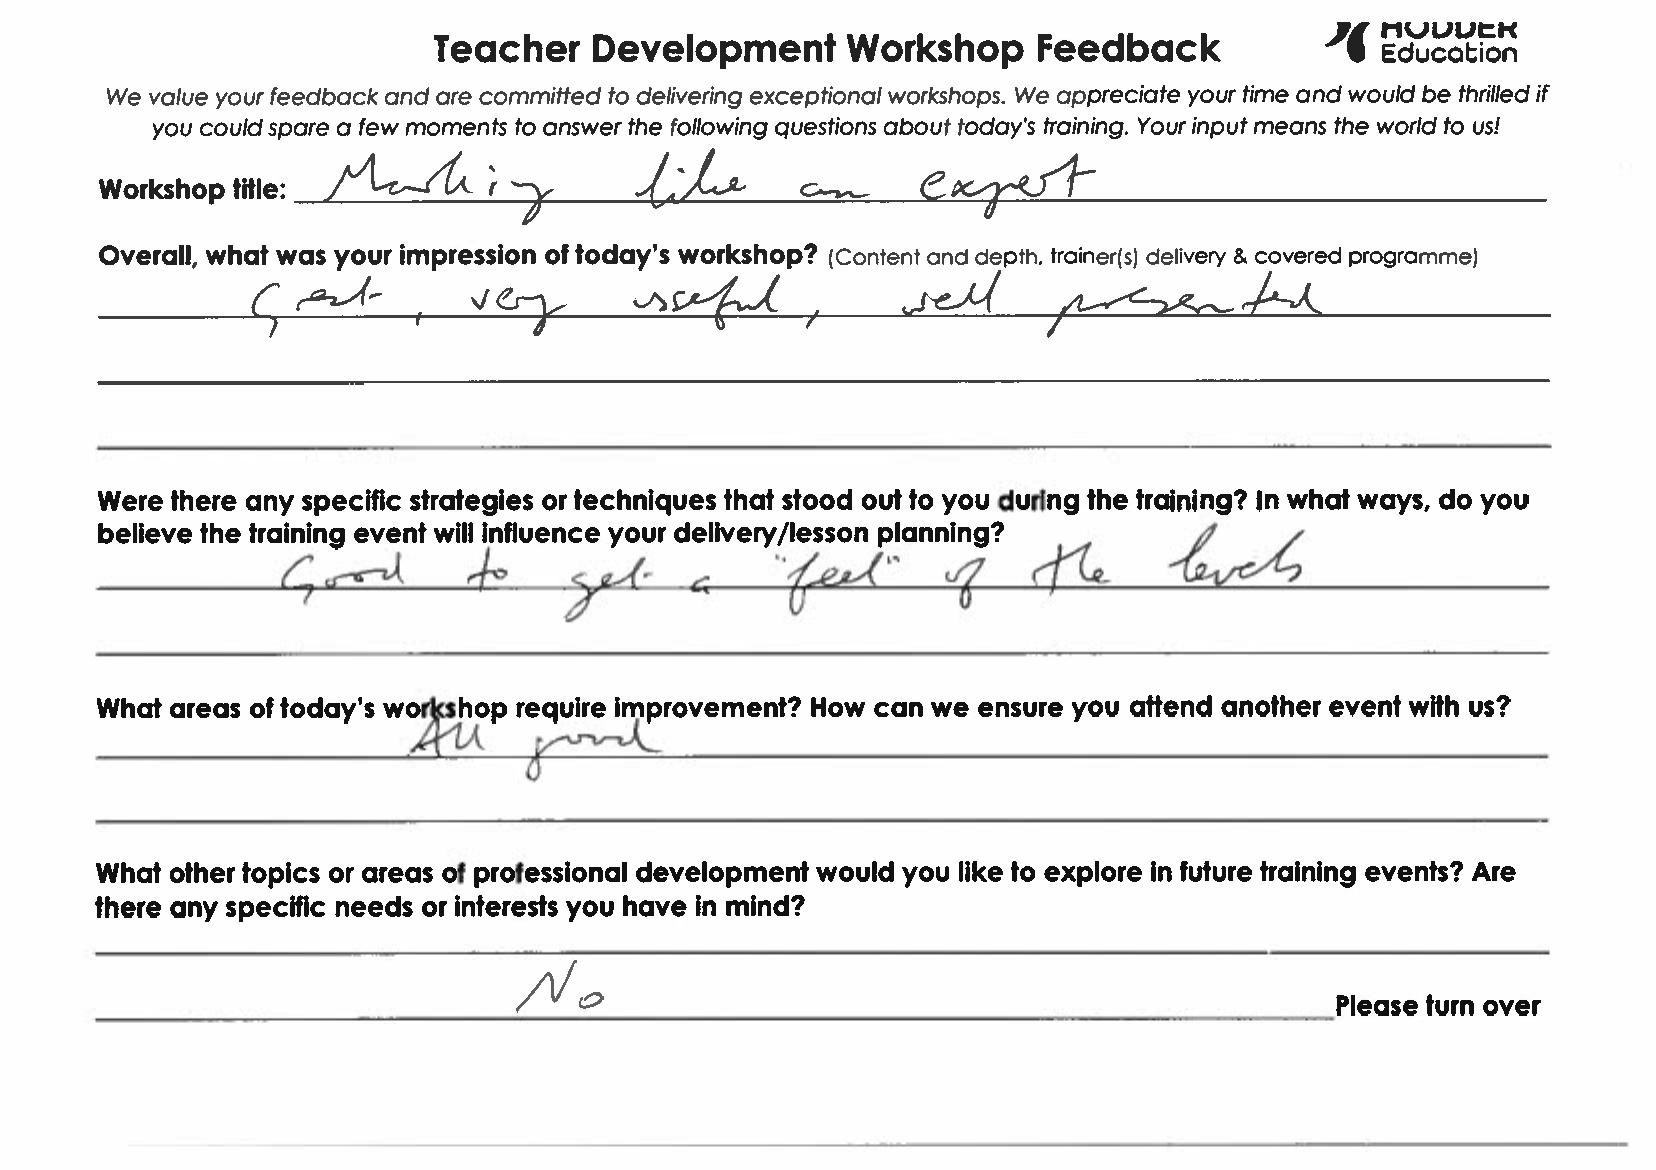 Teacher Development Workshop Feedback
HODDER
Education
We value your feedback and are committed to delivering exceptional workshops. We appreciate your time and would be thrilled if
you could spare a few moments to answer the following questions about today's training. Your input means the world to us!
Workshop title: Marking like an expert
Overall, what was your impression of today's workshop? (Content and depth, trainer(s) delivery & covered programme)
Great, very useful, well presented
Were there any specific strategies or techniques that stood out to you during the training? In what ways, do you
believe the training event will influence your delivery/lesson planning?
Good to get a "feel" of the levels
What areas of today's workshop require improvement? How can we ensure you attend another event with us?
All good
What other topics or areas of professional development would you like to explore in future training events? Are
there any specific needs or interests you have in mind?
No
Please turn over